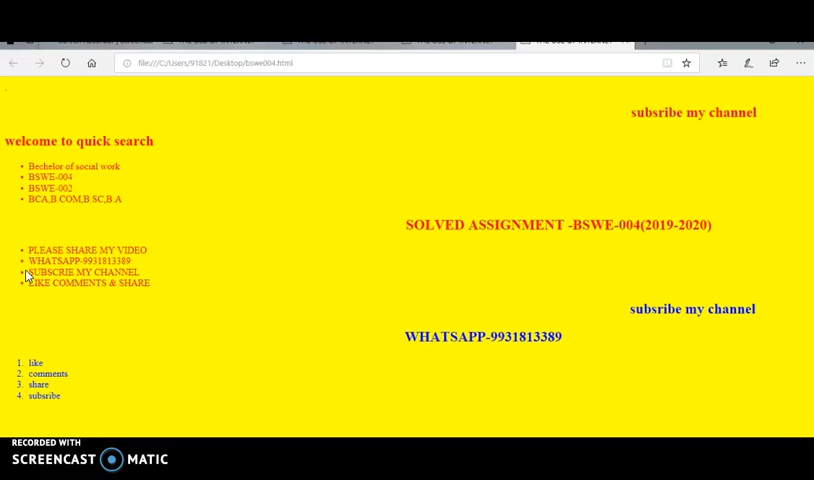 file:///C:/Users/91821/Desktop/bswe004.html
subsribe my channel
welcome to quick search
Bechelor of social work
BSWE-004
BSWE-002
BCA,B.COM,B.SC,B.A
SOLVED ASSIGNMENT -BSWE-004(2019-2020)
PLEASE SHARE MY VIDEO
WHATSAPP-9931813389
SUBSCRIE MY CHANNEL
LIKE COMMENTS & SHARE
subsribe my channel
WHATSAPP-9931813389
1. like
2. comments
3. share
4. subsribe
RECORDED WITH
SCREENCAST MATIC